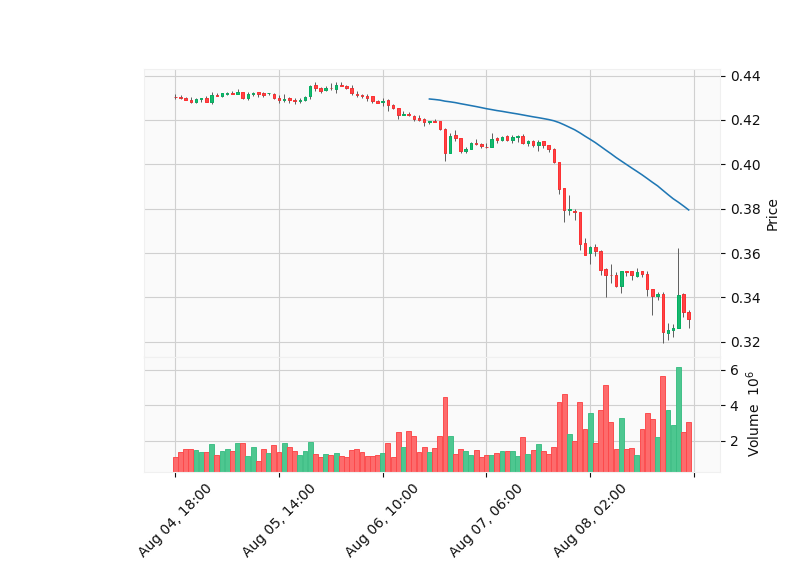 0.44
0.42
0.40
0.38
0.36
0.34
0.32
Price
6
4
2
Volume 10^6
Aug 04, 18:00
Aug 05, 14:00
Aug 06, 10:00
Aug 07, 06:00
Aug 08, 02:00